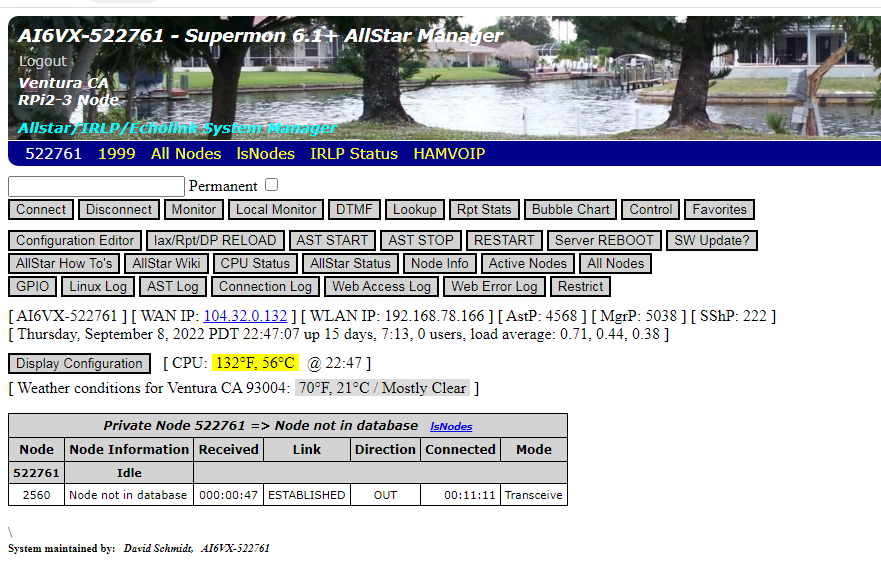 AI6VX-522761 - Supermon 6.1+ AllStar Manager
Logout
Ventura CA
RPi2-3 Node
Allstar/IRLP/Echolink System Manager
522761 1999 All Nodes lsNodes IRLP Status HAMVOIP
Permanent
Connect Disconnect Monitor Local Monitor DTMF Lookup Rpt Stats Bubble Chart Control Favorites
Configuration Editor Iax/Rpt/DP RELOAD AST START AST STOP RESTART Server REBOOT SW Update?
AllStar How To's AllStar Wiki CPU Status AllStar Status Node Info Active Nodes All Nodes
GPIO Linux Log AST Log Connection Log Web Access Log Web Error Log Restrict
[ AI6VX-522761 ] [ WAN IP: 104.32.0.132 ] [ WLAN IP: 192.168.78.166 ] [ AstP: 4568 ] [ MgrP: 5038 ] [ SShP: 222 ]
[ Thursday, September 8, 2022 PDT 22:47:07 up 15 days, 7:13, 0 users, load average: 0.71, 0.44, 0.38 ]
Display Configuration [ CPU: 132°F, 56°C @ 22:47 ]
[ Weather conditions for Ventura CA 93004: 70°F, 21°C / Mostly Clear ]
Private Node 522761 => Node not in database lsNodes
Node Node Information Received Link Direction Connected Mode
522761 Idle
2560 Node not in database 000:00:47 ESTABLISHED OUT 00:11:11 Transceive
\
System maintained by: David Schmidt, AI6VX-522761